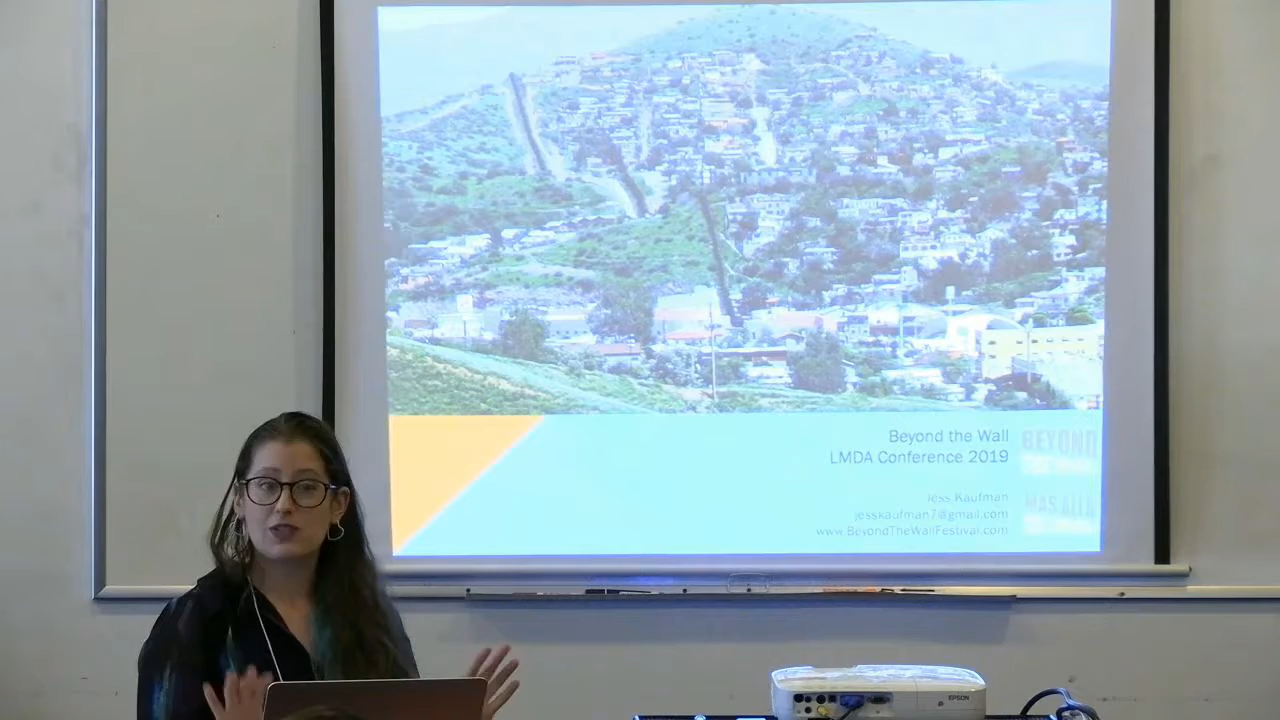 Beyond the Wall
LMDA Conference 2019
BEYOND
Jess Kaufman
jesskaufman7@gmail.com
www.BeyondTheWallFestival.com
MAS ALLA
EPSON